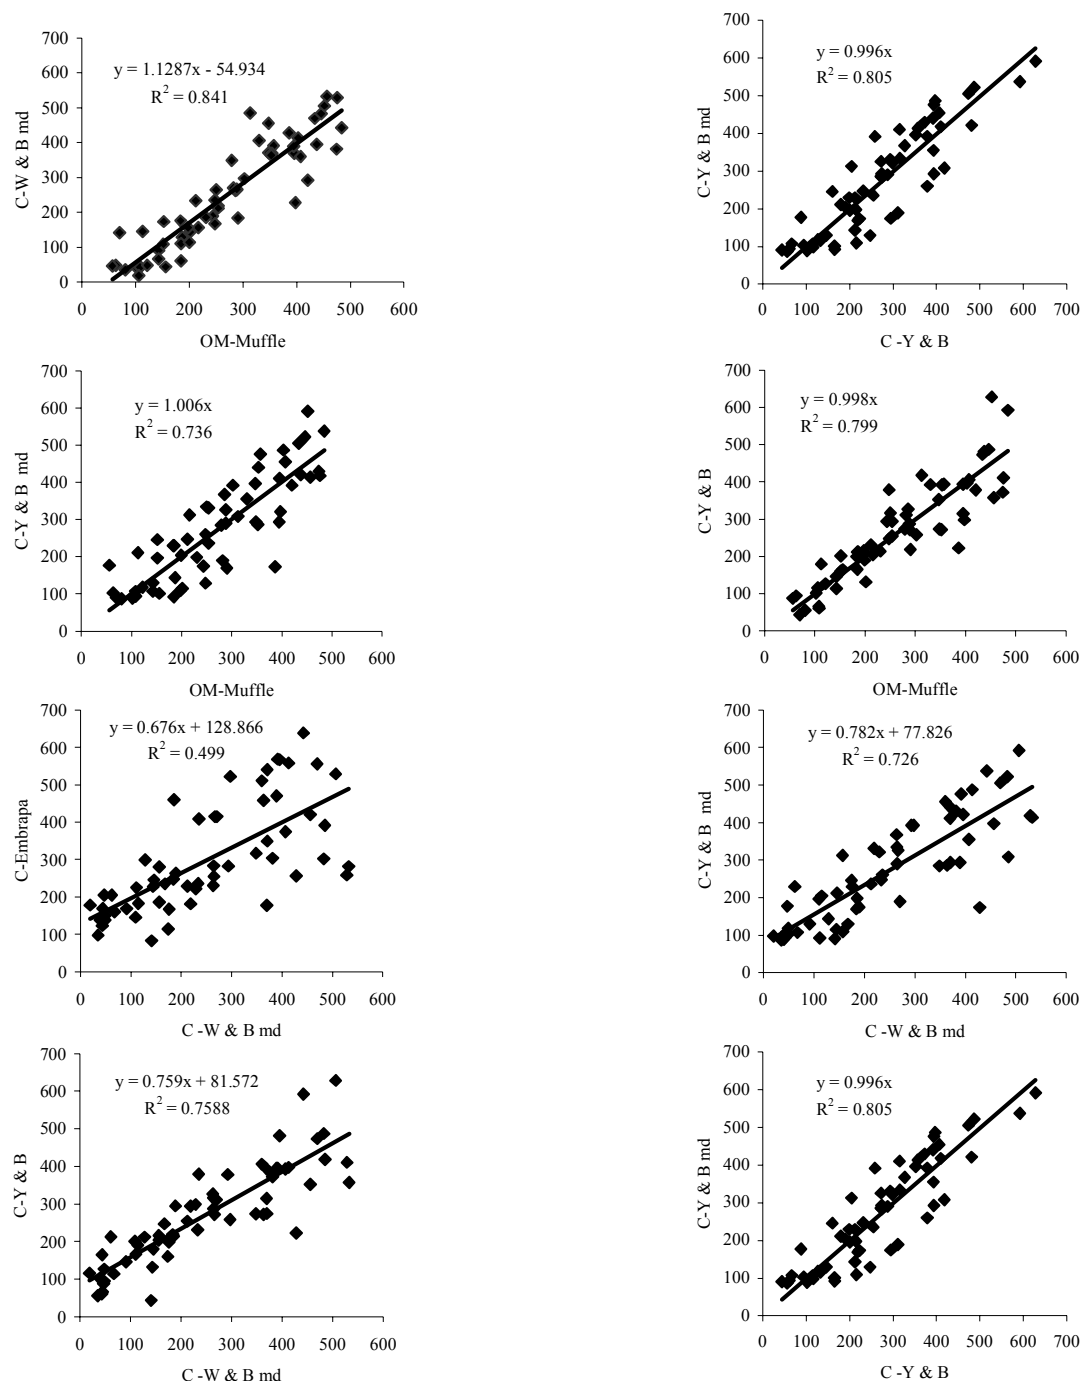 y = 1.1287x - 54.934
R² = 0.841
C-W & B md
700
600
500
400
300
200
100
0
0 100 200 300 400 500 600
OM-Muffle
y = 0.996x
R² = 0.805
C-Y & B md
700
600
500
400
300
200
100
0
0 100 200 300 400 500 600 700
C -Y & B
y = 1.006x
R² = 0.736
C-Y & B md
700
600
500
400
300
200
100
0
0 100 200 300 400 500 600
OM-Muffle
y = 0.998x
R² = 0.799
C-Y & B
700
600
500
400
300
200
100
0
0 100 200 300 400 500 600
OM-Muffle
y = 0.676x + 128.866
R² = 0.499
C-Embrapa
700
600
500
400
300
200
100
0
0 100 200 300 400 500 600
C -W & B md
y = 0.782x + 77.826
R² = 0.726
C-Y & B md
700
600
500
400
300
200
100
0
0 100 200 300 400 500 600
C -W & B md
y = 0.759x + 81.572
R² = 0.7588
C-Y & B
700
600
500
400
300
200
100
0
0 100 200 300 400 500 600
C -W & B md
y = 0.996x
R² = 0.805
C-Y & B md
700
600
500
400
300
200
100
0
0 100 200 300 400 500 600 700
C -Y & B